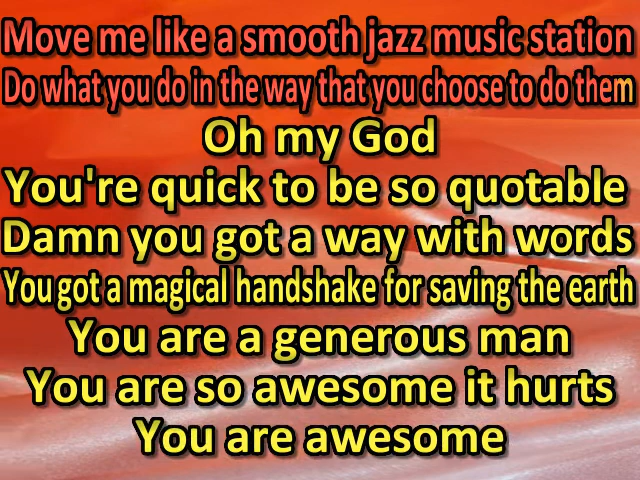 Move me like a smooth jazz music station
Do what you do in the way that you choose to do them
Oh my God
You're quick to be so quotable
Damn you got a way with words
You got a magical handshake for saving the earth
You are a generous man
You are so awesome it hurts
You are awesome